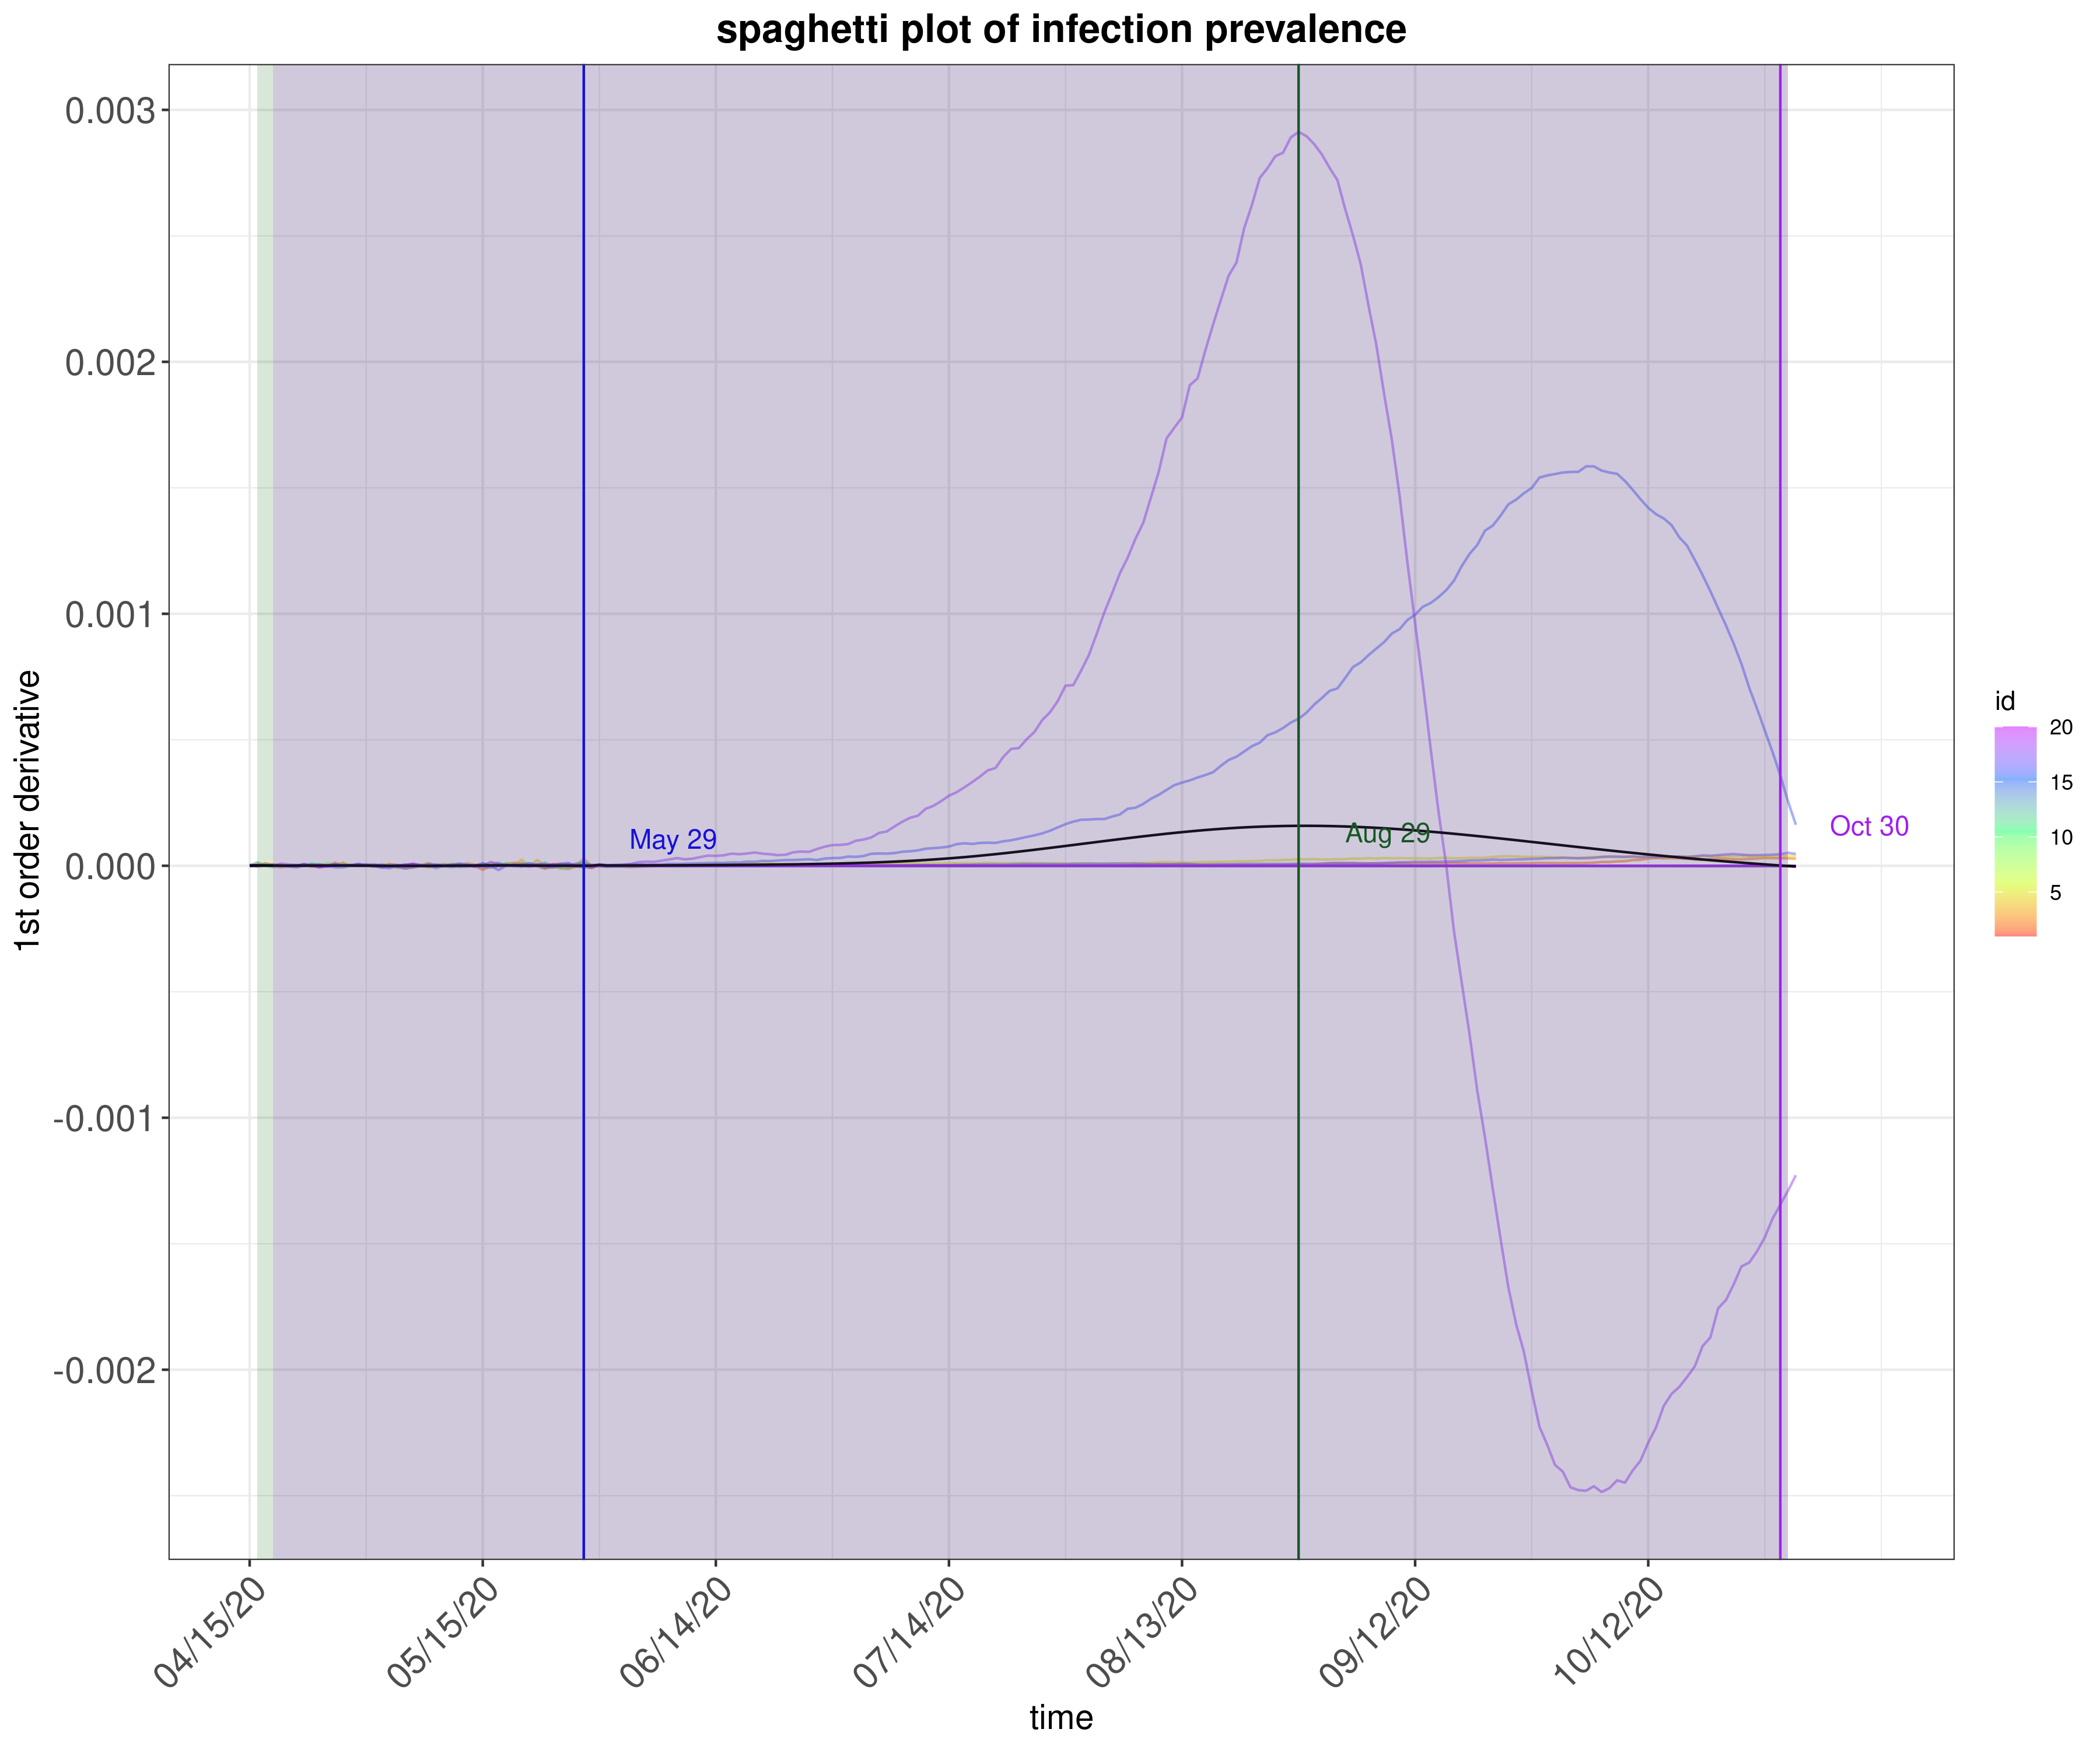 spaghetti plot of infection prevalence
0.003
0.002
0.001
0.000
-0.001
-0.002
1st order derivative
May 29
Aug 29
Oct 30
04/15/20
05/15/20
06/14/20
07/14/20
08/13/20
09/12/20
10/12/20
time
id
20
15
10
5